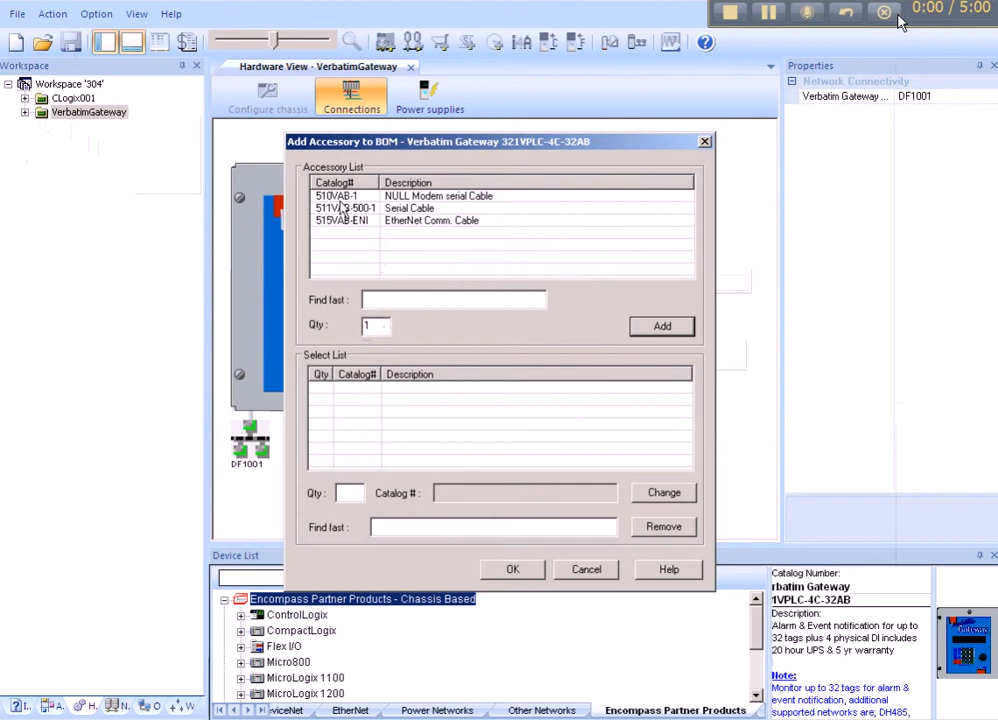 File Action Options View Help
0:00 / 5:00
Workspace
Hardware View - VerbatimGateway
Properties
Workspace '304'
CLogix001
VerbatimGateway
Configure chassis
Connections
Power supplies
Network Connectivity
Verbatim Gateway ... DF1001
Add Accessory to BOM - Verbatim Gateway 321VPLC-4C-32AB
Accessory List
Catalog# Description
510VAB-1 NULL Modem serial Cable
-500-1 Serial Cable
515VAB-ENI EtherNet Comm. Cable
Find fast :
Qty : 1 Add
Select List
Qty Catalog# Description
DF1001
Qty : Catalog # : Change
Find fast : Remove
OK Cancel Help
Device List
Encompass Partner Products - Chassis Based
ControlLogix
CompactLogix
Flex I/O
Micro800
MicroLogix 1100
MicroLogix 1200
Catalog Number:
rbatim Gateway
1VPLC-4C-32AB
Description:
Alarm & Event notification for up to
32 tags plus 4 physical DI includes
20 hour UPS & 5 yr warranty
Note:
Monitor up to 32 tags for alarm &
event notification, additional
supported networks are; DH485,
Gateway
I.. A. H. N. O W
viceNet EtherNet Power Networks Other Networks Encompass Partner Products